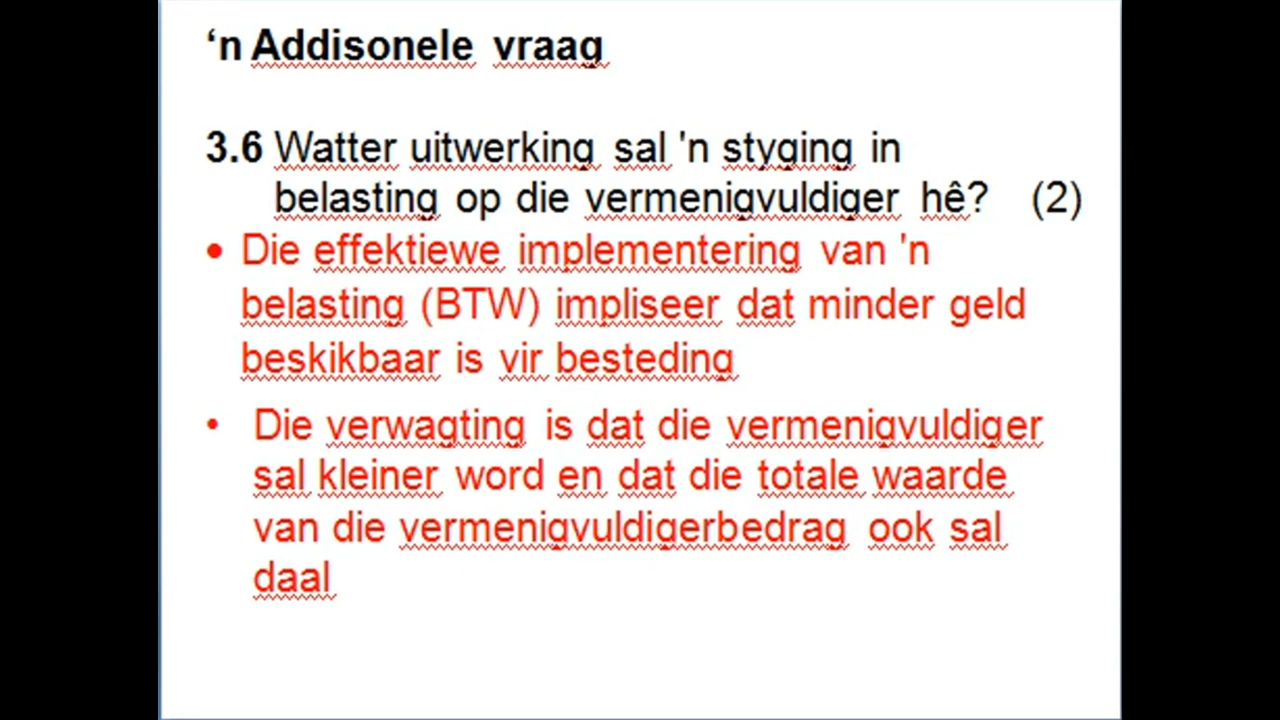 ‘n Addisonele vraag
3.6 Watter uitwerking sal 'n styging in
belasting op die vermenigvuldiger hê? (2)
• Die effektiewe implementering van 'n
belasting (BTW) impliseer dat minder geld
beskikbaar is vir besteding
• Die verwagting is dat die vermenigvuldiger
sal kleiner word en dat die totale waarde
van die vermenigvuldigerbedrag ook sal
daal